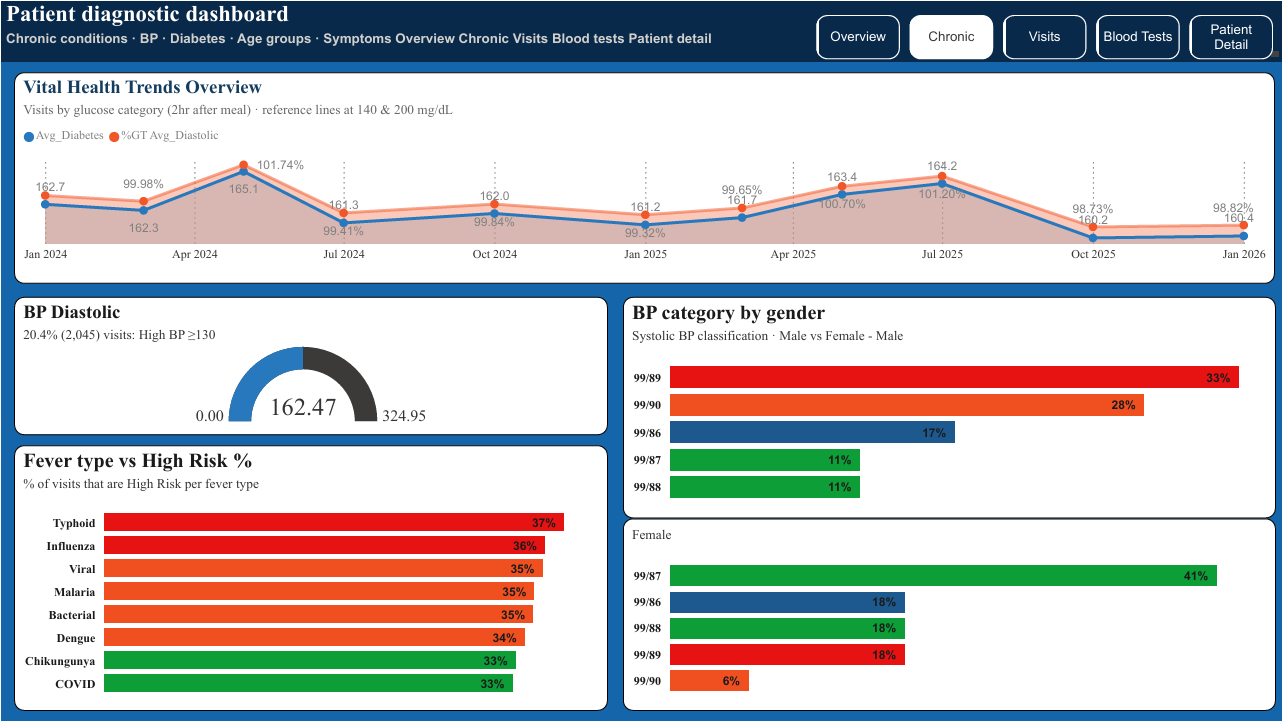 Patient diagnostic dashboard
Chronic conditions · BP · Diabetes · Age groups · Symptoms Overview Chronic Visits Blood tests Patient detail
Overview
Chronic
Visits
Blood Tests
Patient
Detail
Vital Health Trends Overview
Visits by glucose category (2hr after meal) · reference lines at 140 & 200 mg/dL
Avg_Diabetes %GT Avg_Diastolic
162.7
99.98%
162.3
101.74%
165.1
161.3
99.41%
162.0
99.84%
161.2
99.32%
99.65%
161.7
163.4
100.70%
164.2
101.20%
98.73%
160.2
98.82%
160.4
Jan 2024 Apr 2024 Jul 2024 Oct 2024 Jan 2025 Apr 2025 Jul 2025 Oct 2025 Jan 2026
BP Diastolic
20.4% (2,045) visits: High BP ≥130
0.00 162.47 324.95
Fever type vs High Risk %
% of visits that are High Risk per fever type
Typhoid 37%
Influenza 36%
Viral 35%
Malaria 35%
Bacterial 35%
Dengue 34%
Chikungunya 33%
COVID 33%
BP category by gender
Systolic BP classification · Male vs Female - Male
99/89 33%
99/90 28%
99/86 17%
99/87 11%
99/88 11%
Female
99/87 41%
99/86 18%
99/88 18%
99/89 18%
99/90 6%